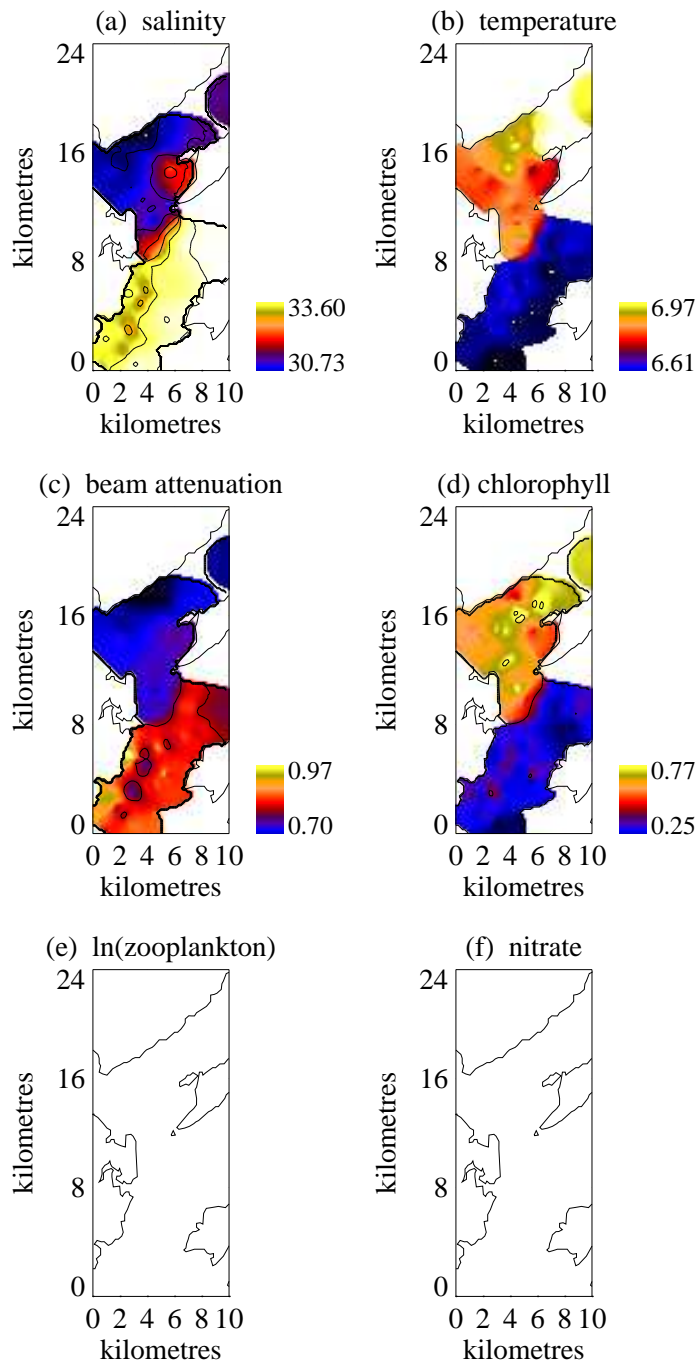 (a) salinity
(b) temperature
24
16
8
0
kilometres
0 2 4 6 8 10
kilometres
33.60
30.73
24
16
8
0
kilometres
0 2 4 6 8 10
kilometres
6.97
6.61
(c) beam attenuation
(d) chlorophyll
24
16
8
0
kilometres
0 2 4 6 8 10
kilometres
0.97
0.70
24
16
8
0
kilometres
0 2 4 6 8 10
kilometres
0.77
0.25
(e) ln(zooplankton)
(f) nitrate
24
16
8
0
kilometres
0 2 4 6 8 10
kilometres
24
16
8
0
kilometres
0 2 4 6 8 10
kilometres